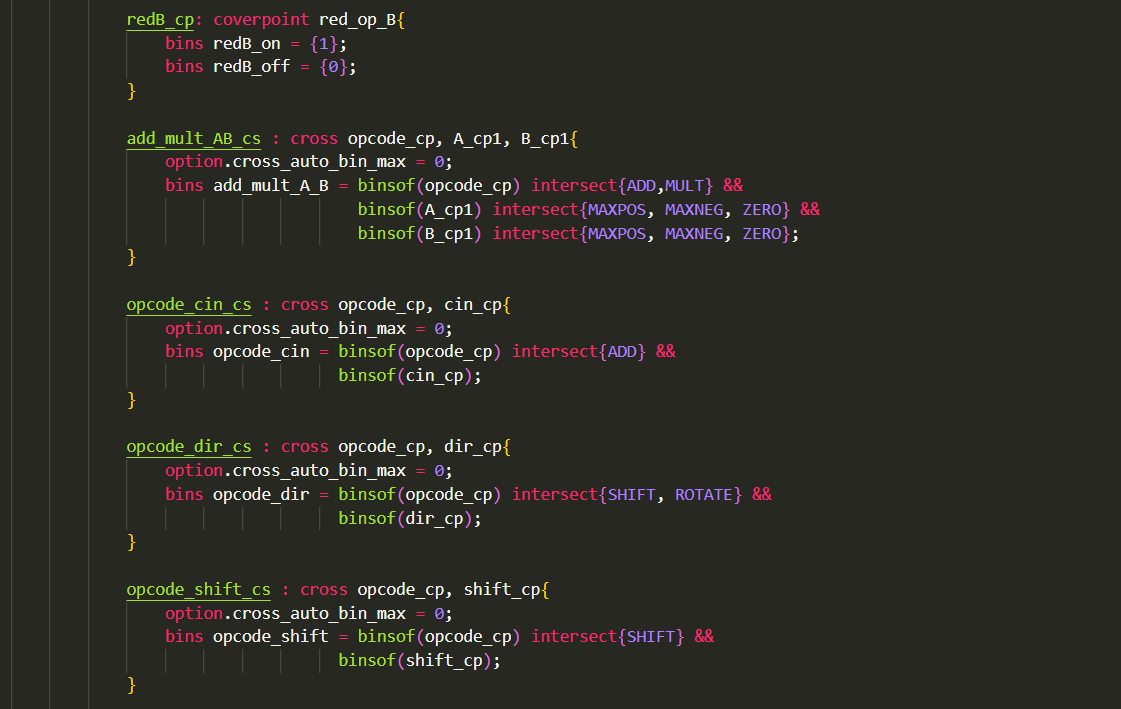 redB_cp: coverpoint red_op_B{
bins redB_on = {1};
bins redB_off = {0};
}
add_mult_AB_cs : cross opcode_cp, A_cp1, B_cp1{
option.cross_auto_bin_max = 0;
bins add_mult_A_B = binsof(opcode_cp) intersect{ADD,MULT} &&
binsof(A_cp1) intersect{MAXPOS, MAXNEG, ZERO} &&
binsof(B_cp1) intersect{MAXPOS, MAXNEG, ZERO};
}
opcode_cin_cs : cross opcode_cp, cin_cp{
option.cross_auto_bin_max = 0;
bins opcode_cin = binsof(opcode_cp) intersect{ADD} &&
binsof(cin_cp);
}
opcode_dir_cs : cross opcode_cp, dir_cp{
option.cross_auto_bin_max = 0;
bins opcode_dir = binsof(opcode_cp) intersect{SHIFT, ROTATE} &&
binsof(dir_cp);
}
opcode_shift_cs : cross opcode_cp, shift_cp{
option.cross_auto_bin_max = 0;
bins opcode_shift = binsof(opcode_cp) intersect{SHIFT} &&
binsof(shift_cp);
}